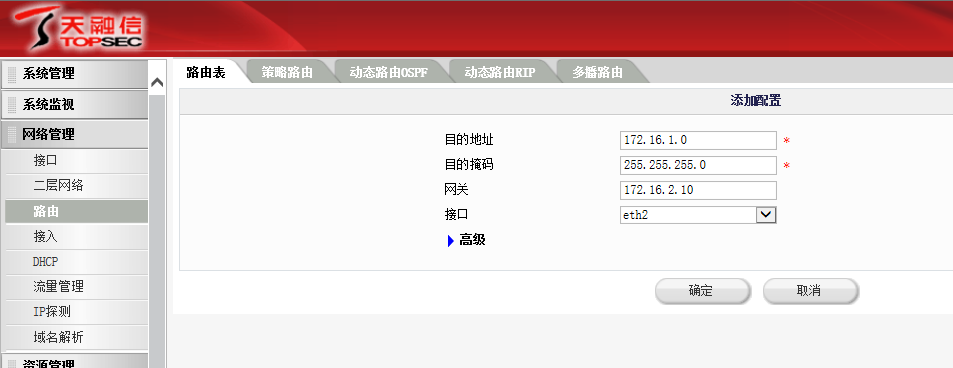 天融信
TOPSEC
系统管理
系统监视
网络管理
接口
二层网络
路由
接入
DHCP
流量管理
IP探测
域名解析
资源管理
路由表 策略路由 动态路由OSPF 动态路由RIP 多播路由
添加配置
目的地址 172.16.1.0 *
目的掩码 255.255.255.0 *
网关 172.16.2.10
接口 eth2
高级
确定 取消